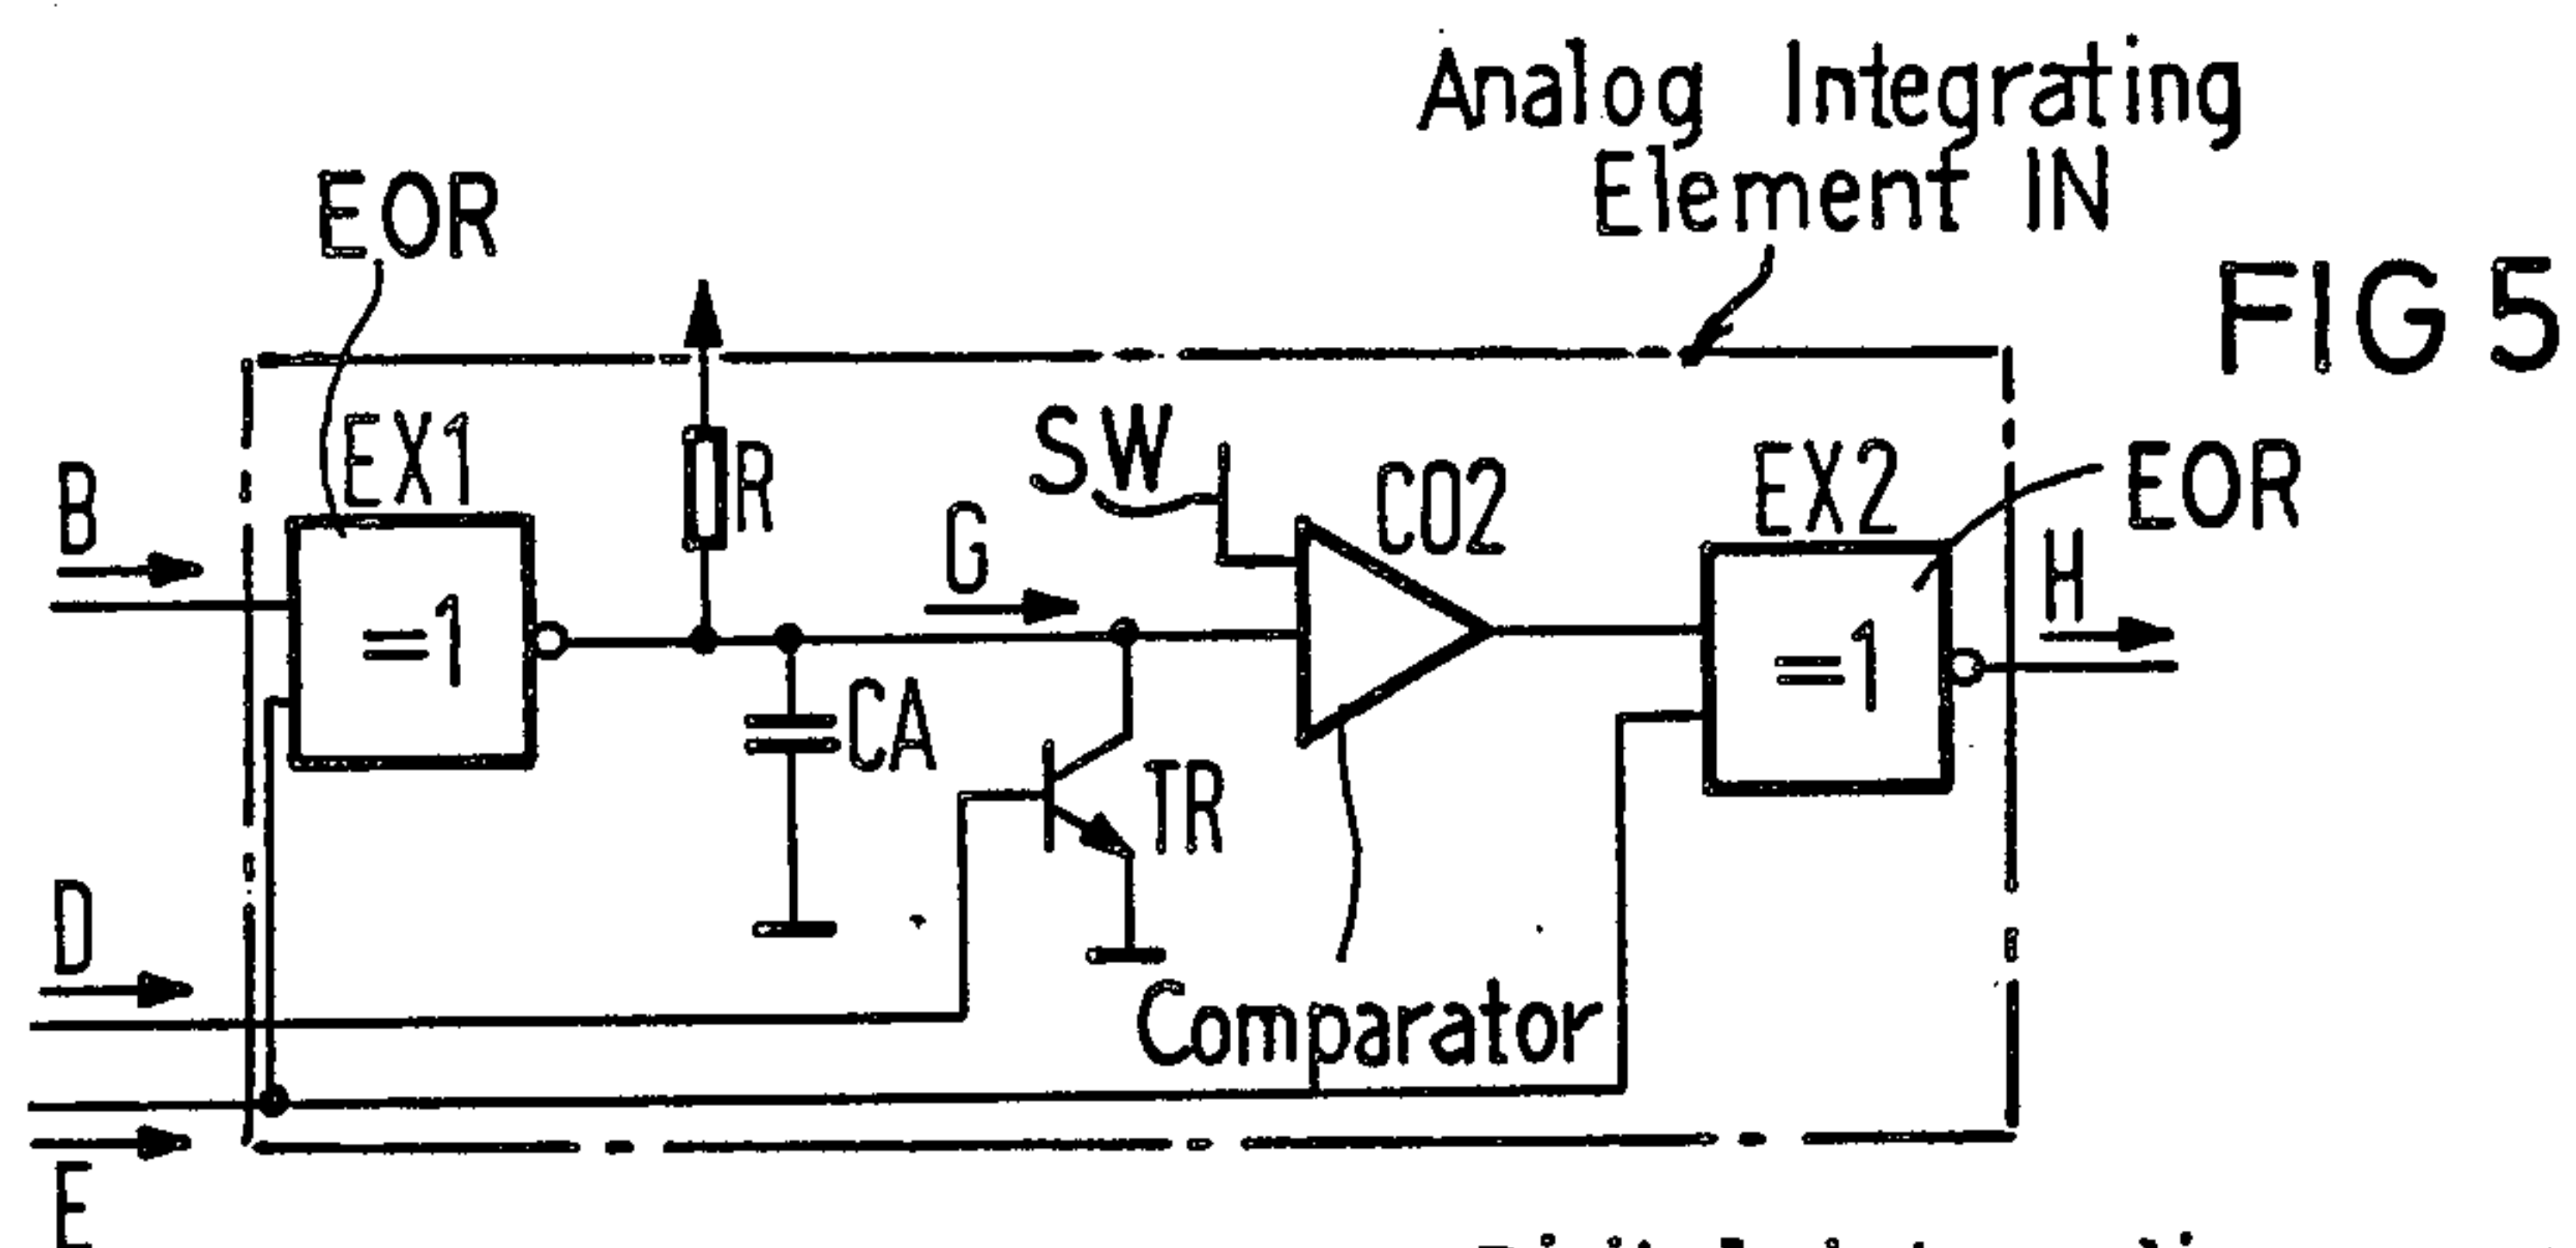 Analog Integrating
Element IN
EOR
FIG 5
EX1
R
SW
CO2
EX2
EOR
B
G
H
=1
=1
CA
TR
D
Comparator
E